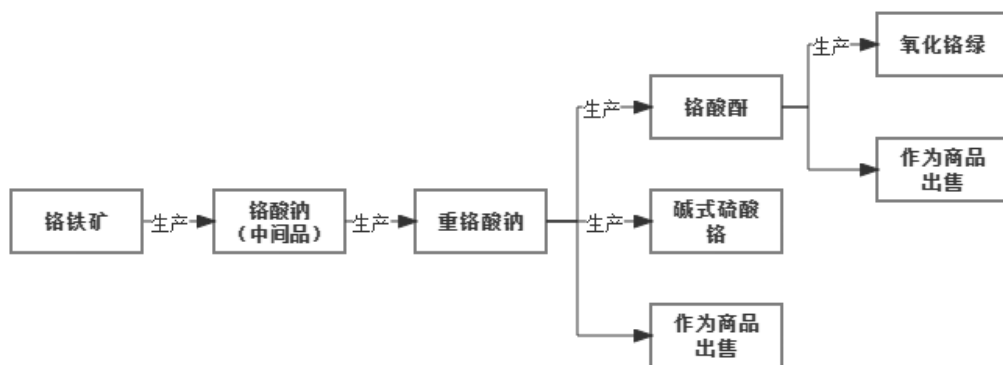 生产
氧化铬绿
生产
铬酸酐
作为商品
出售
铬铁矿
生产
铬酸钠
（中间品）
生产
重铬酸钠
生产
碱式硫酸
铬
作为商品
出售